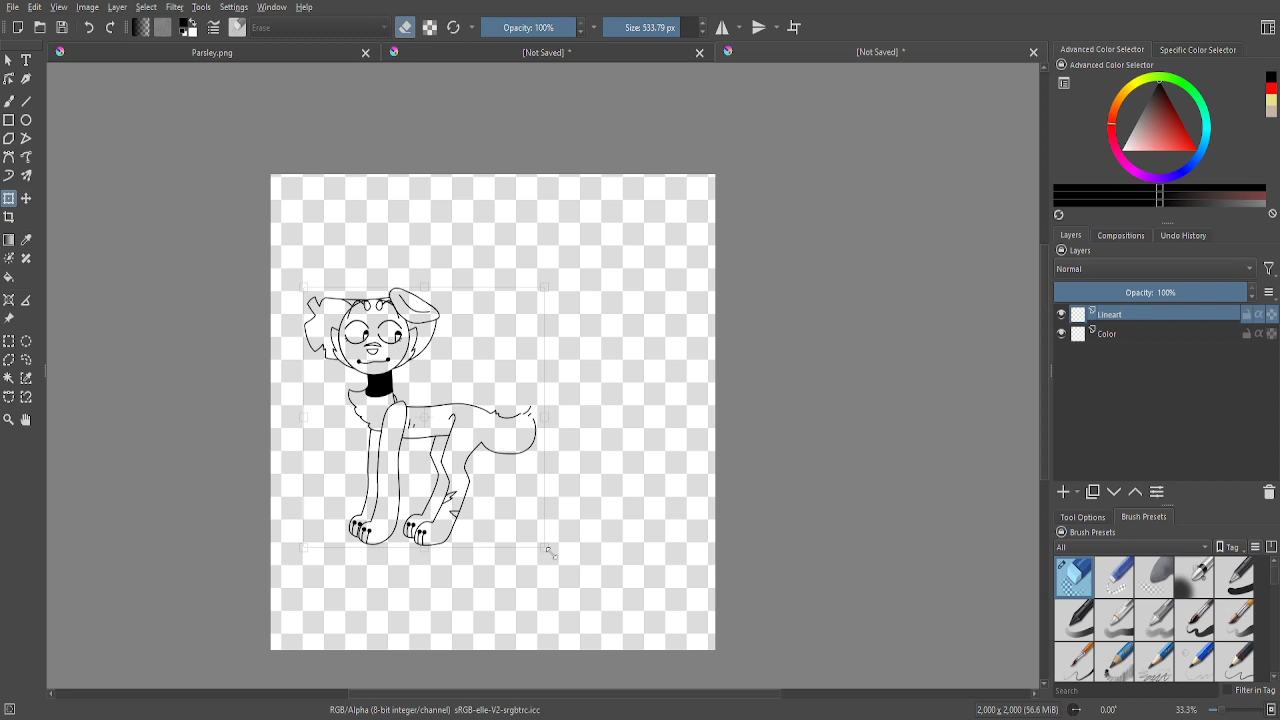 File Edit View Image Layer Select Filter Tools Settings Window Help
Erase Opacity: 100% Size: 533.79 px
Parsley.png [Not Saved] * [Not Saved] *
Advanced Color Selector Specific Color Selector
Advanced Color Selector
Layers Compositions Undo History
Layers
Normal
Opacity: 100%
Lineart
Color
Tool Options Brush Presets
Brush Presets
All Tag
Search Filter in Tag
RGB/Alpha (8-bit integer/channel) sRGB-elle-V2-srgbtrc.icc 2,000 x 2,000 (56.6 MiB) 0.00° 33.3%